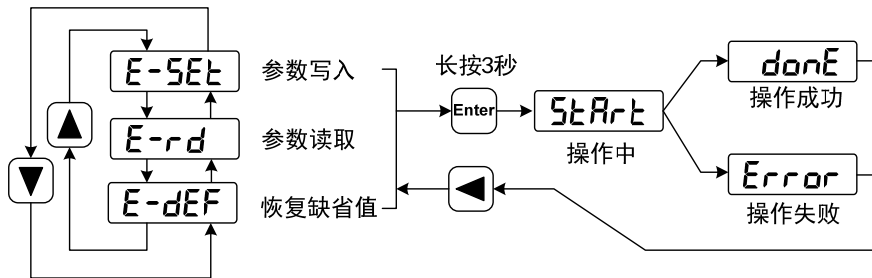 E-SEt
参数写入
E-rd
参数读取
E-dEF
恢复缺省值
长按3秒
Enter
StArt
操作中
donE
操作成功
Error
操作失败